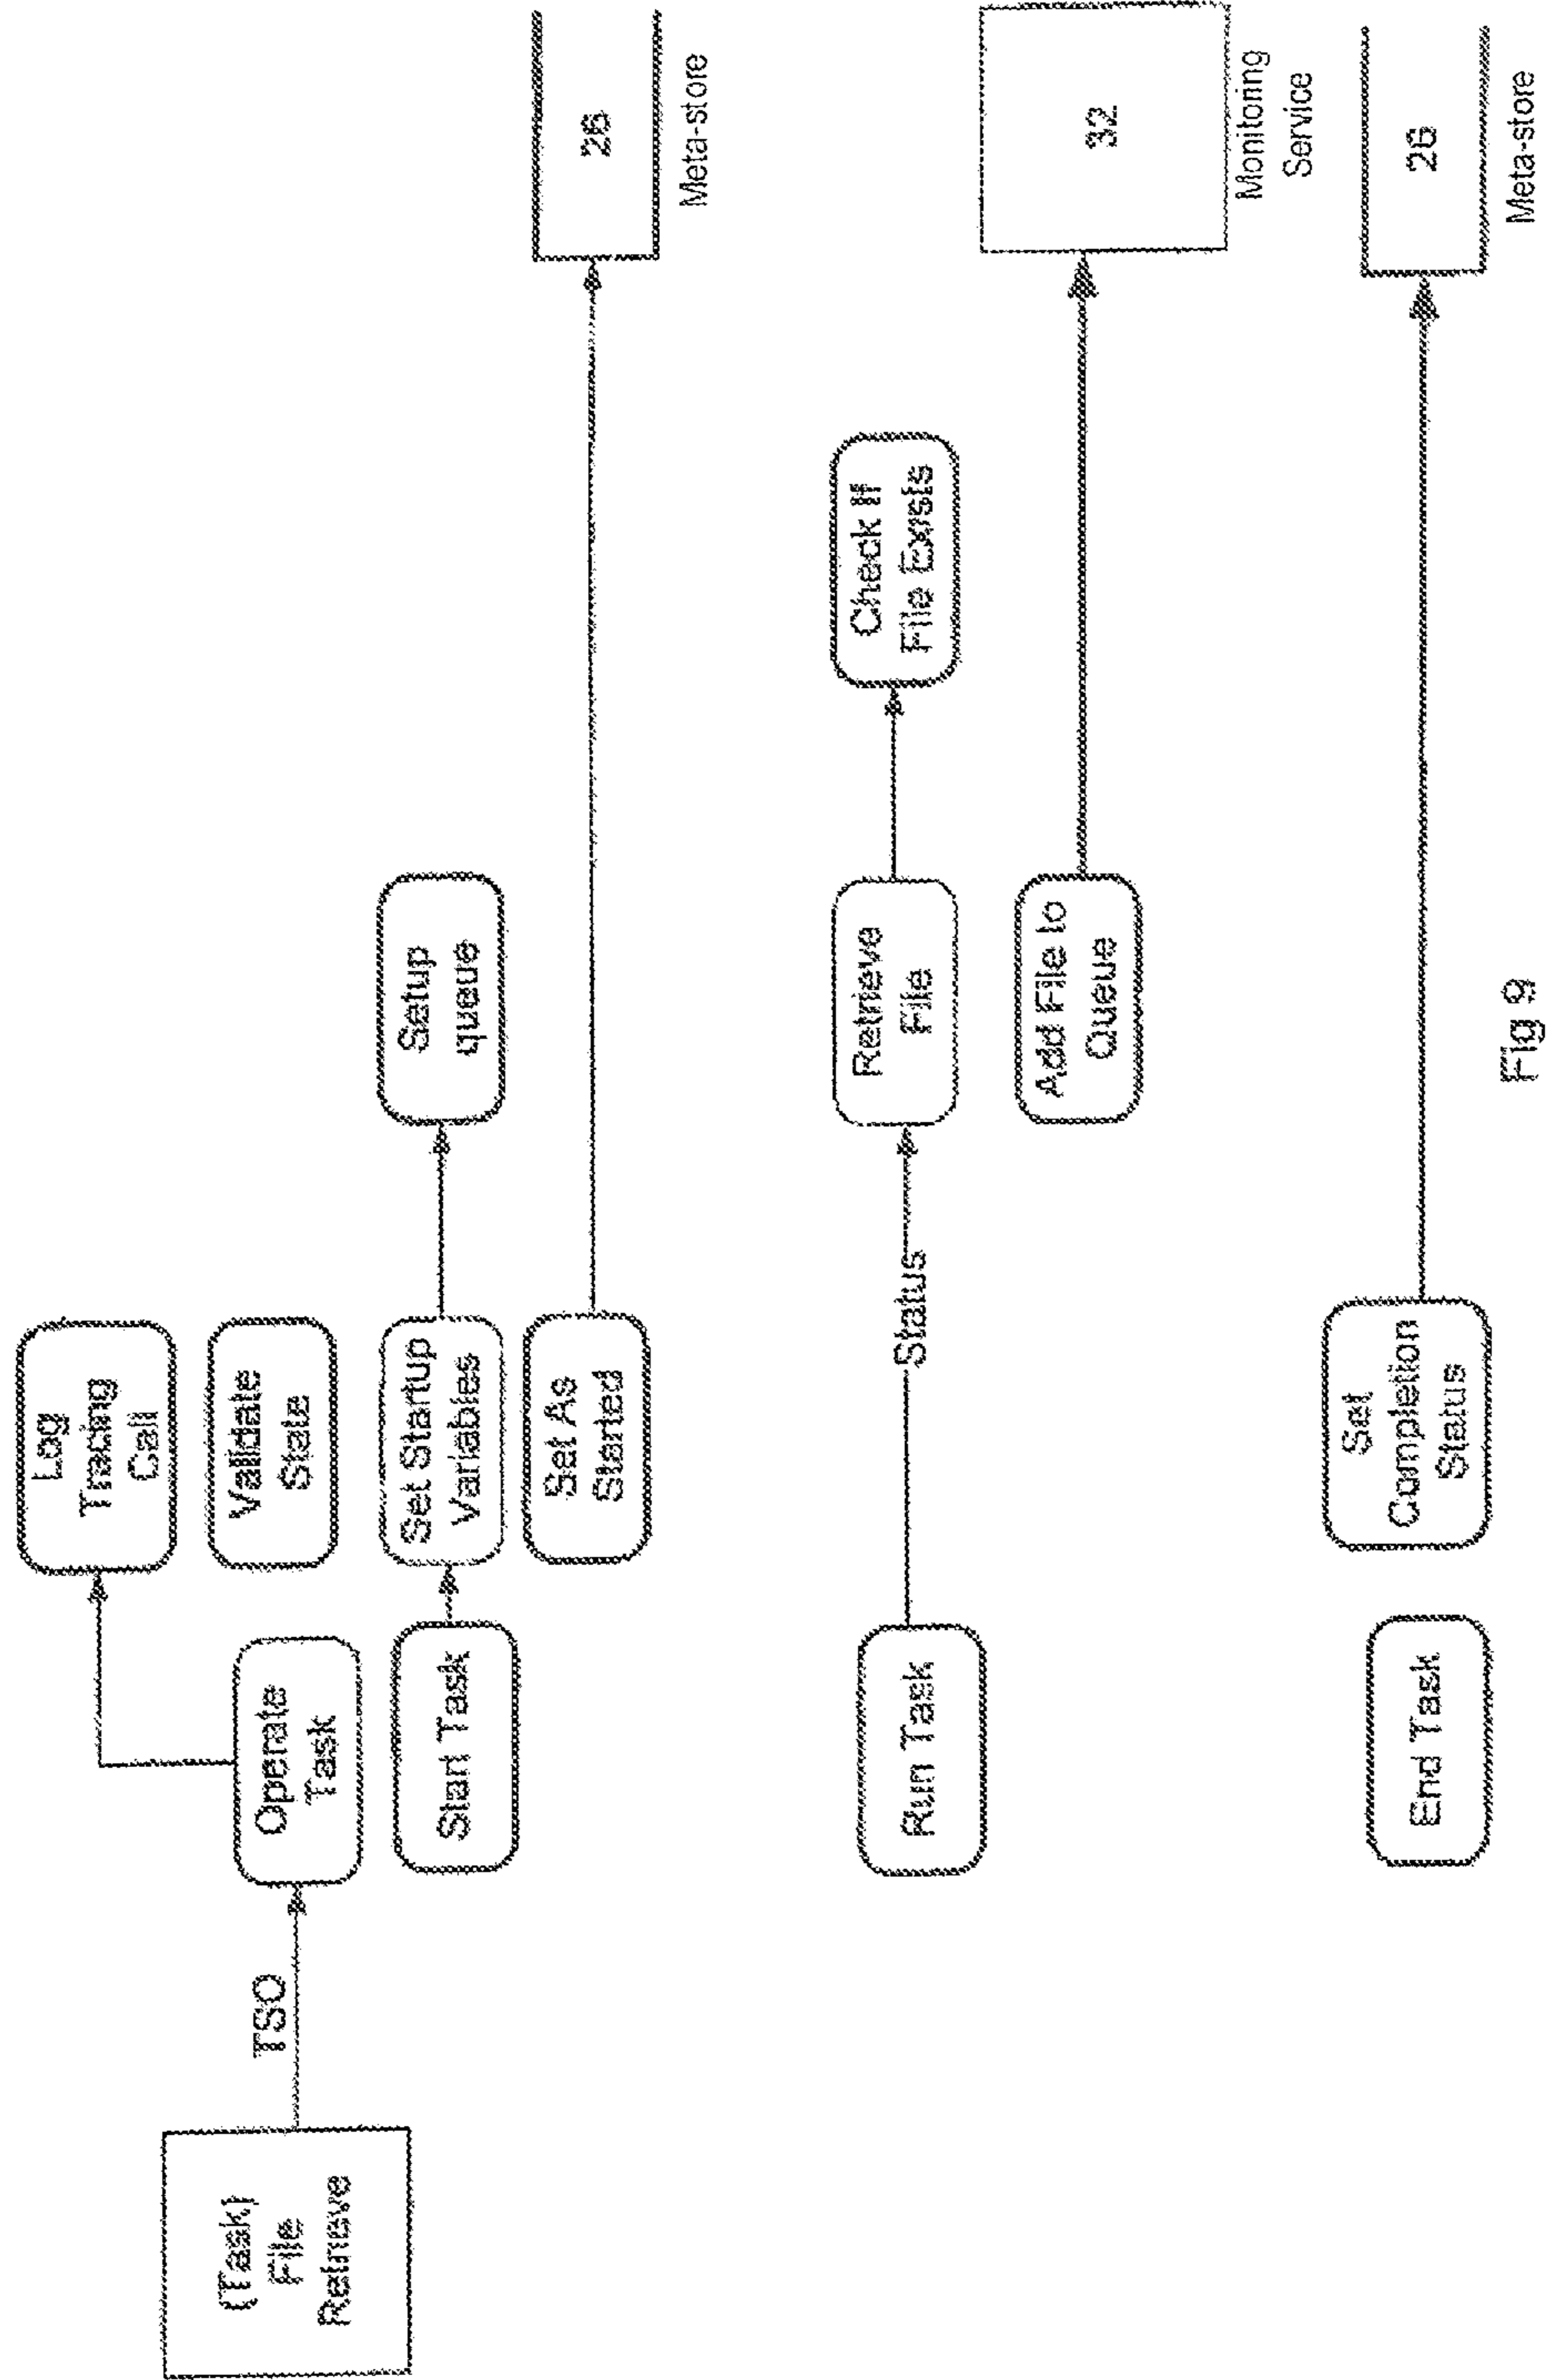 (Task)
File
Retrieve
TSO
Operate
Task
Log
Tracing
Call
Validate
State
Start Task
Set Startup
Variables
Setup
queue
Set As
Started
26
Meta-store
Run Task
Status
Retrieve
File
Check If
File Exists
Add File to
Queue
32
Monitoring
Service
End Task
Set
Completion
Status
26
Meta-store
Fig 9